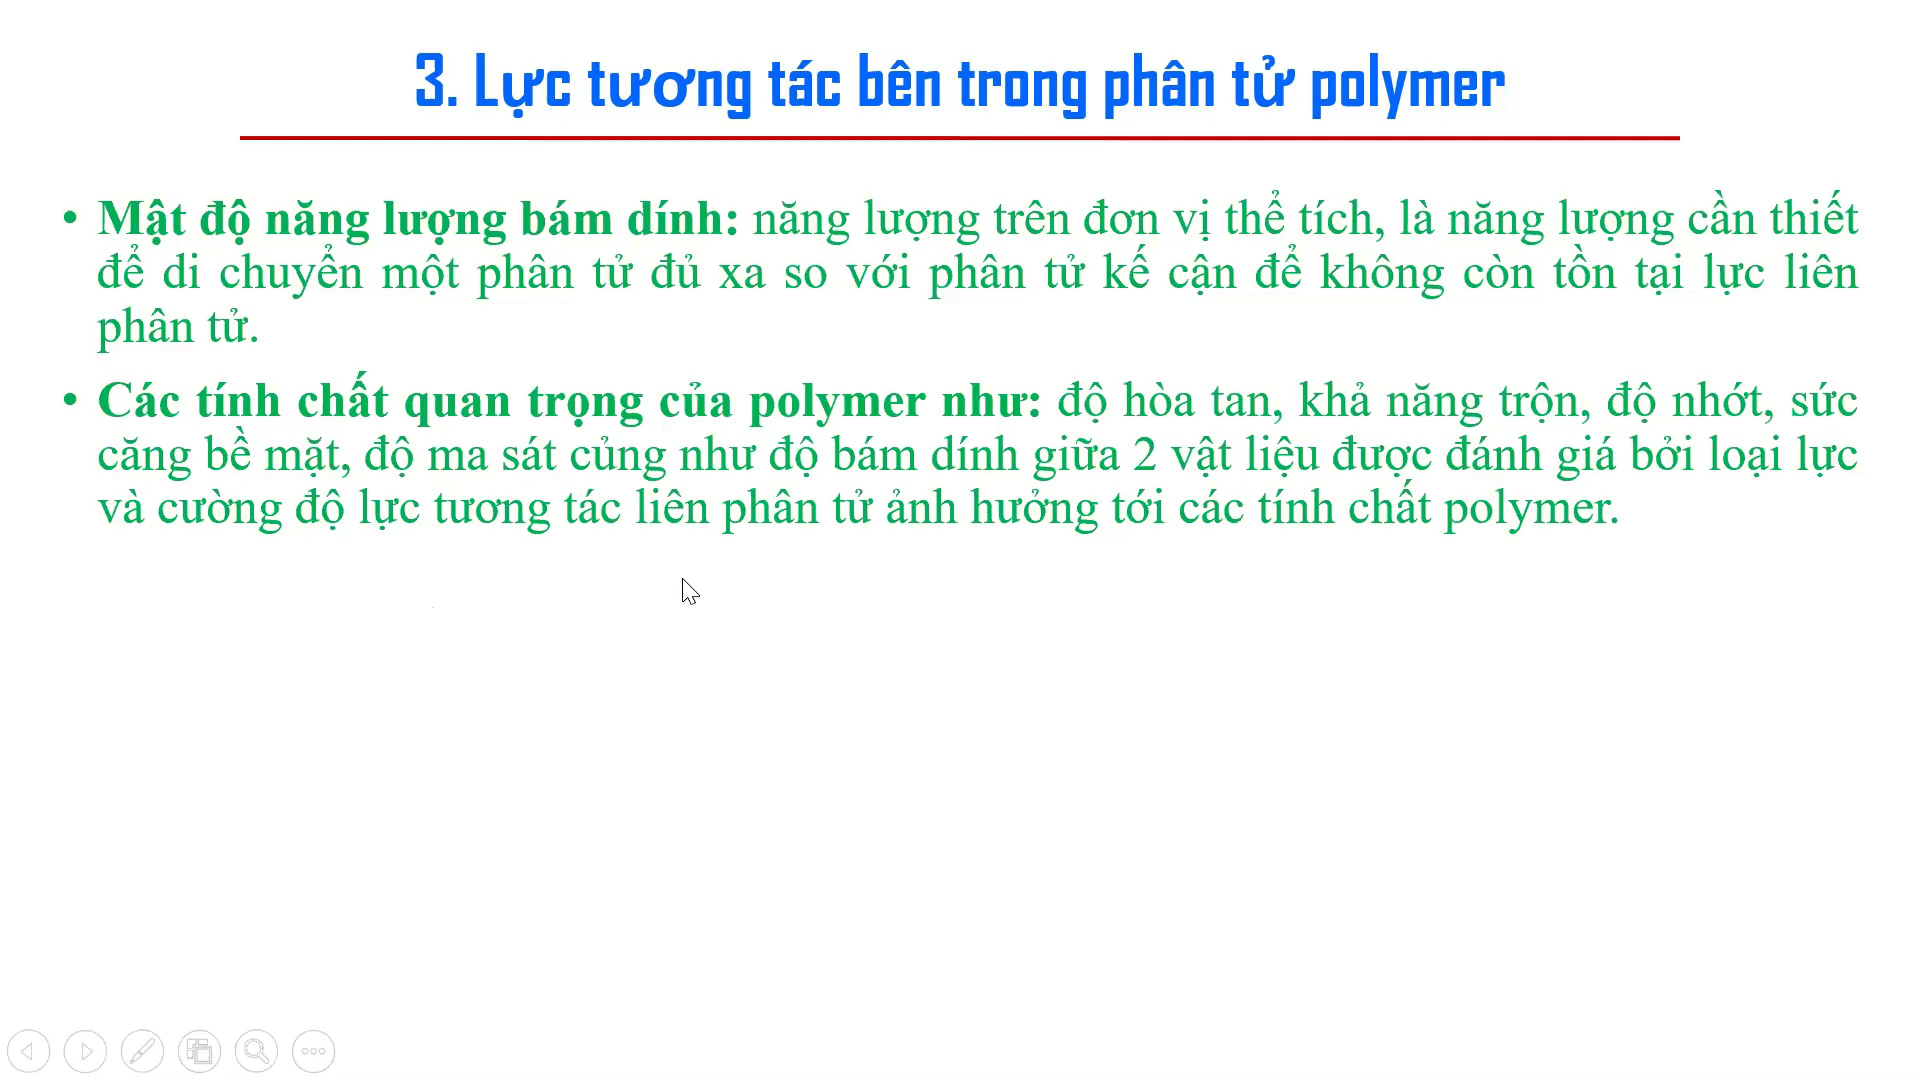 3. Lực tương tác bên trong phân tử polymer
• Mật độ năng lượng bám dính: năng lượng trên đơn vị thể tích, là năng lượng cần thiết
để di chuyển một phân tử đủ xa so với phân tử kế cận để không còn tồn tại lực liên
phân tử.
• Các tính chất quan trọng của polymer như: độ hòa tan, khả năng trộn, độ nhớt, sức
căng bề mặt, độ ma sát củng như độ bám dính giữa 2 vật liệu được đánh giá bởi loại lực
và cường độ lực tương tác liên phân tử ảnh hưởng tới các tính chất polymer.